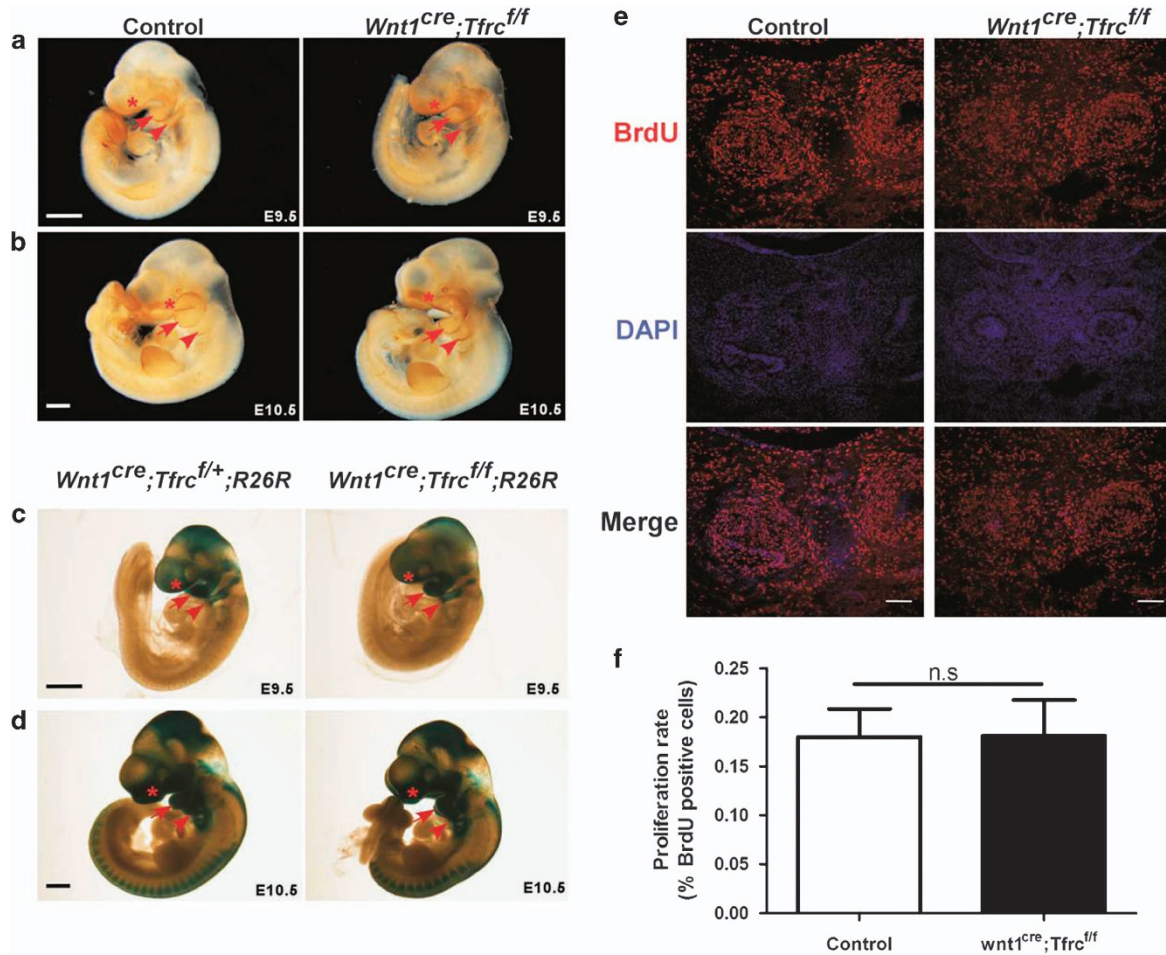 Control
Wnt1cre;Tfrcf/f
a
*
*
E9.5
E9.5
b
*
*
E10.5
E10.5
Wnt1cre;Tfrcf/+;R26R
Wnt1cre;Tfrcf/f;R26R
c
*
*
E9.5
E9.5
d
*
*
E10.5
E10.5
e
Control
Wnt1cre;Tfrcf/f
BrdU
DAPI
Merge
f
n.s
Proliferation rate
(% BrdU positive cells)
0.25
0.20
0.15
0.10
0.05
0.00
Control
wnt1cre;Tfrcf/f